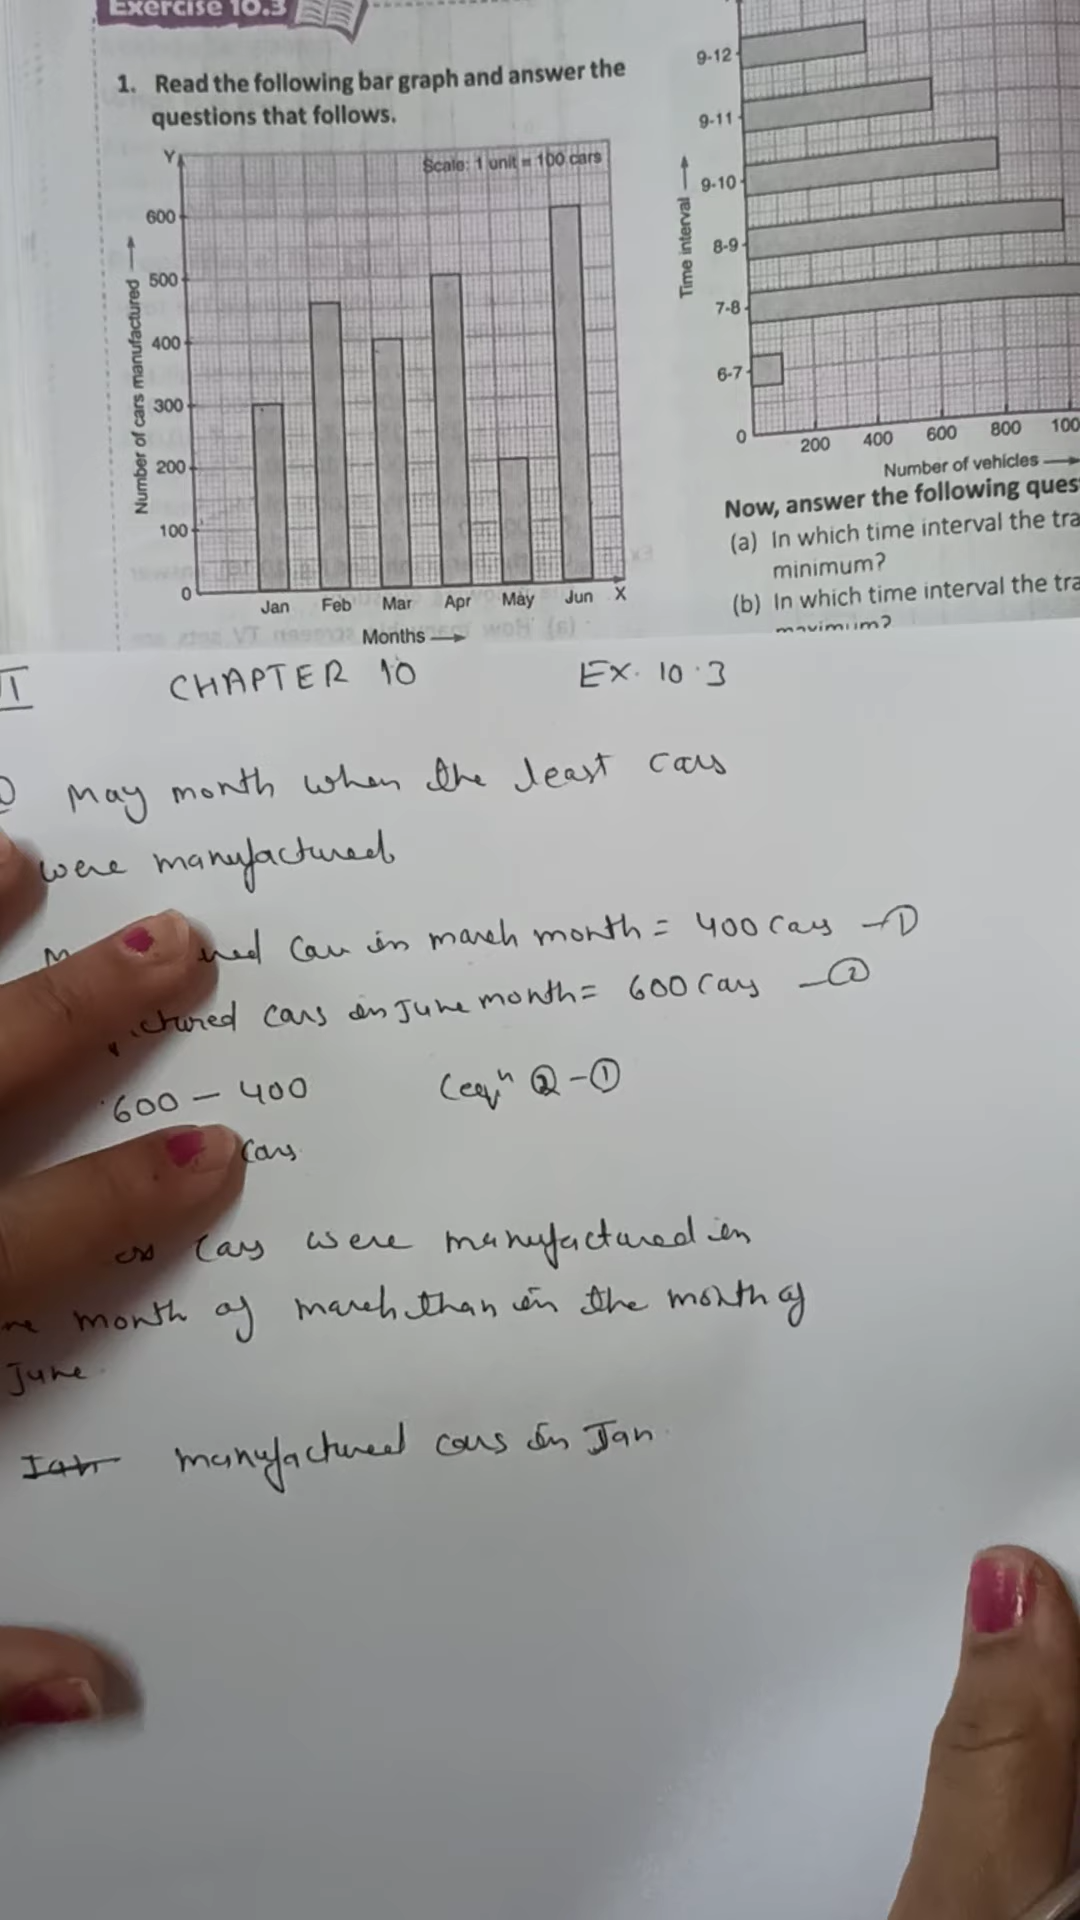 Exercise 10.3
1. Read the following bar graph and answer the
questions that follows.
Y
Scale: 1 unit = 100 cars
600
500
400
300
200
100
0
Number of cars manufactured
Jan Feb Mar Apr May Jun X
Months
9-12
9-11
9-10
8-9
7-8
6-7
Time interval
0 200 400 600 800 100
Number of vehicles
Now, answer the following ques
(a) In which time interval the tra
minimum?
(b) In which time interval the tra
maximum?
I CHAPTER 10 EX. 10.3
May month when the least cars
were manufactured
in march month = 400 cars - 1
ctured cars in June month = 600 cars - 2
600 - 400 (eqn 2 - 1
cars
cars were manufactured in
month of march than in the month of
June.
manufactured cars in Jan.